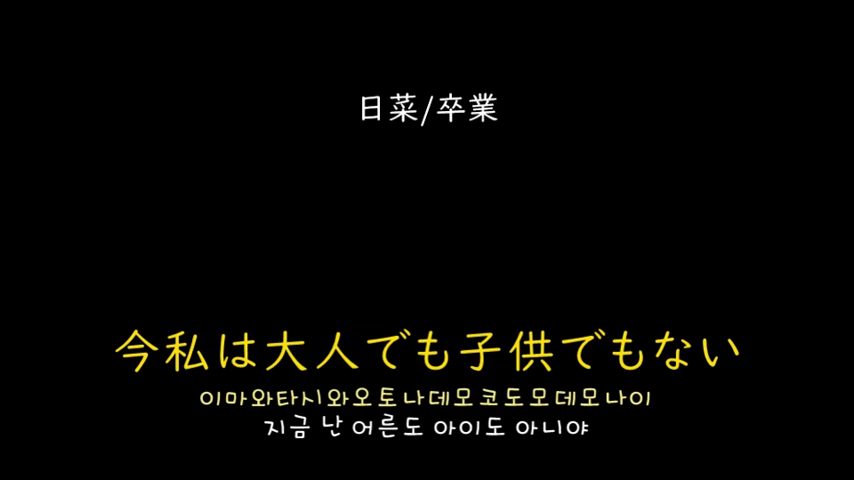 日菜/卒業
今私は大人でも子供でもない
이마와타시와오토나데모코도모데모나이
지금 난 어른도 아이도 아니야